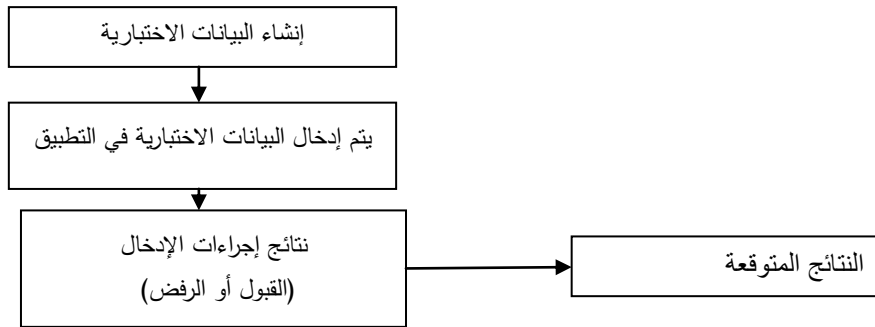 إنشاء البيانات الاختبارية
يتم إدخال البيانات الاختبارية في التطبيق
نتائج إجراءات الإدخال
(القبول أو الرفض)
النتائج المتوقعة